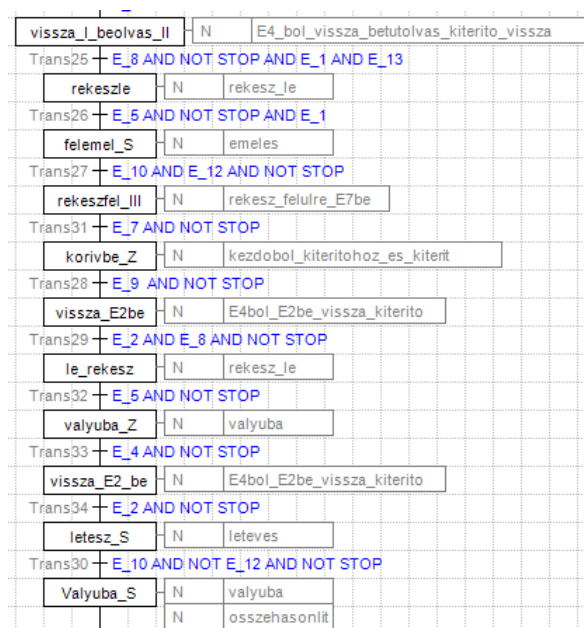 vissza_I_beolvas_II N E4_bol_vissza_betutolvas_kiterito_vissza
Trans25 E_8 AND NOT STOP AND E_1 AND E_13
rekeszle N rekesz_le
Trans26 E_5 AND NOT STOP AND E_1
felemel_S N emeles
Trans27 E_10 AND E_12 AND NOT STOP
rekeszfel_III N rekesz_felulre_E7be
Trans31 E_7 AND NOT STOP
korivbe_Z N kezdobol_kiteritohoz_es_kiterit
Trans28 E_9 AND NOT STOP
vissza_E2be N E4bol_E2be_vissza_kiterito
Trans29 E_2 AND E_8 AND NOT STOP
le_rekesz N rekesz_le
Trans32 E_5 AND NOT STOP
valyuba_Z N valyuba
Trans33 E_4 AND NOT STOP
vissza_E2_be N E4bol_E2be_vissza_kiterito
Trans34 E_2 AND NOT STOP
letesz_S N leteves
Trans30 E_10 AND NOT E_12 AND NOT STOP
Valyuba_S N valyuba
N osszehasonlit